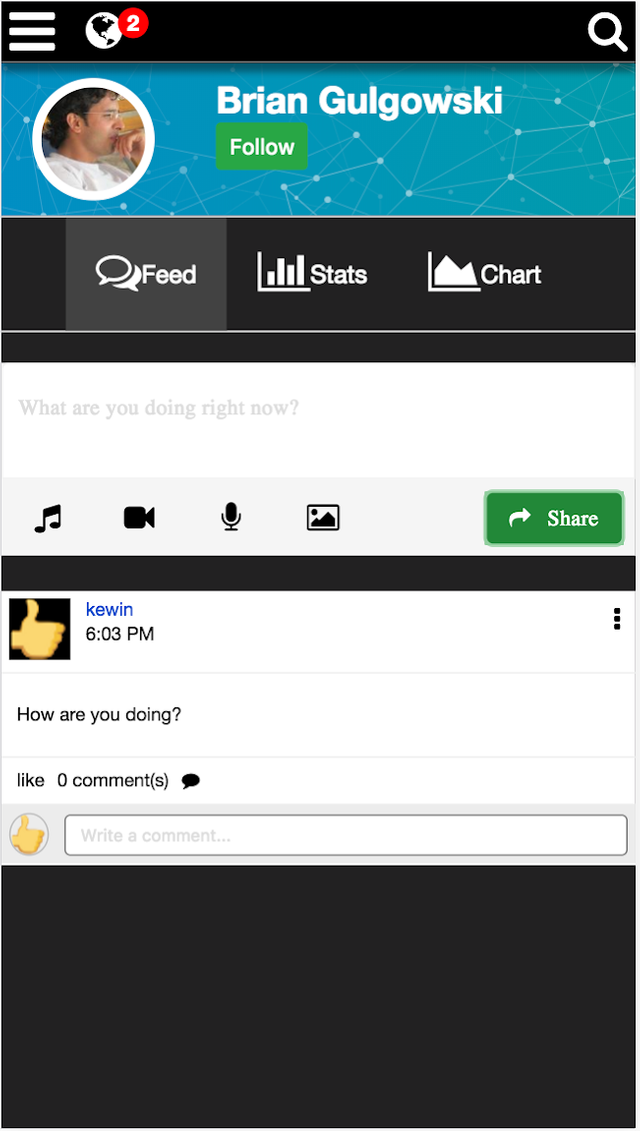 2
Brian Gulgowski
Follow
Feed
Stats
Chart
What are you doing right now?
Share
kewin
6:03 PM
How are you doing?
like 0 comment(s)
Write a comment...